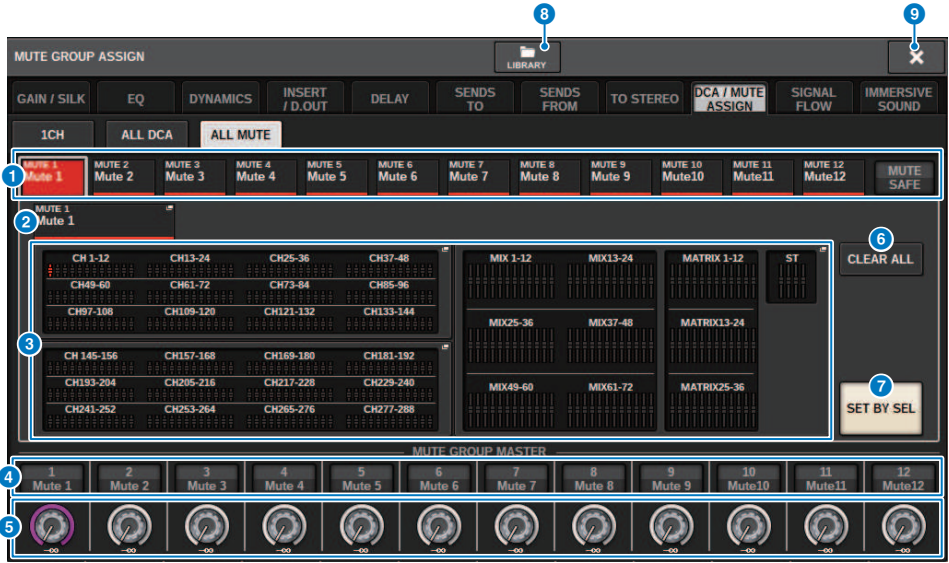 8
9
MUTE GROUP ASSIGN
LIBRARY
GAIN / SILK
EQ
DYNAMICS
INSERT
/ D.OUT
DELAY
SENDS
TO
SENDS
FROM
TO STEREO
DCA / MUTE
ASSIGN
SIGNAL
FLOW
IMMERSIVE
SOUND
1CH
ALL DCA
ALL MUTE
1
MUTE 1
Mute 1
MUTE 2
Mute 2
MUTE 3
Mute 3
MUTE 4
Mute 4
MUTE 5
Mute 5
MUTE 6
Mute 6
MUTE 7
Mute 7
MUTE 8
Mute 8
MUTE 9
Mute 9
MUTE 10
Mute10
MUTE 11
Mute11
MUTE 12
Mute12
MUTE
SAFE
2
MUTE 1
Mute 1
3
CH 1-12
CH13-24
CH25-36
CH37-48
CH49-60
CH61-72
CH73-84
CH85-96
CH97-108
CH109-120
CH121-132
CH133-144
CH 145-156
CH157-168
CH169-180
CH181-192
CH193-204
CH205-216
CH217-228
CH229-240
CH241-252
CH253-264
CH265-276
CH277-288
MIX 1-12
MIX13-24
MIX25-36
MIX37-48
MIX49-60
MIX61-72
MATRIX 1-12
MATRIX13-24
MATRIX25-36
ST
6
CLEAR ALL
7
SET BY SEL
MUTE GROUP MASTER
4
1
Mute 1
2
Mute 2
3
Mute 3
4
Mute 4
5
Mute 5
6
Mute 6
7
Mute 7
8
Mute 8
9
Mute 9
10
Mute10
11
Mute11
12
Mute12
5
-∞
-∞
-∞
-∞
-∞
-∞
-∞
-∞
-∞
-∞
-∞
-∞